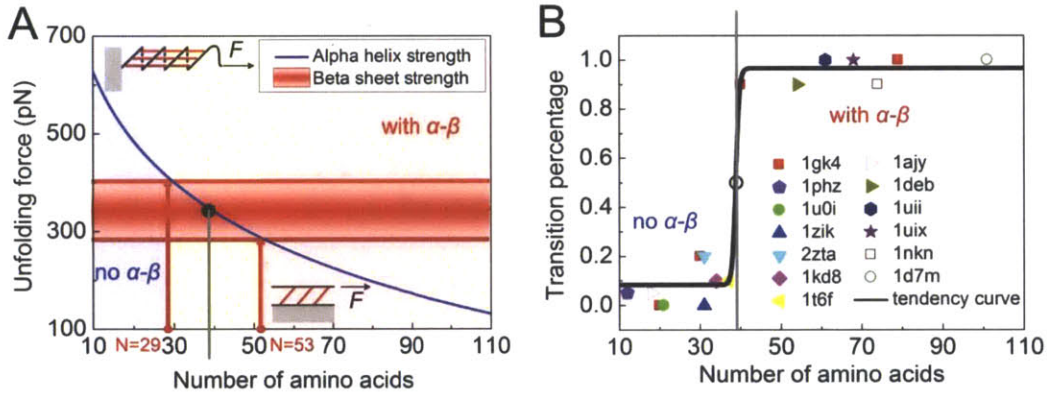 A
700
500
300
100
Unfolding force (pN)
F
Alpha helix strength
Beta sheet strength
with α-β
no α-β
F
N=29
N=53
10 30 50 70 90 110
Number of amino acids
B
1.0
0.8
0.6
0.4
0.2
0.0
Transition percentage
with α-β
no α-β
1gk4
1phz
1u0i
1zik
2zta
1kd8
1t6f
1ajy
1deb
1uii
1uix
1nkn
1d7m
tendency curve
10 30 50 70 90 110
Number of amino acids